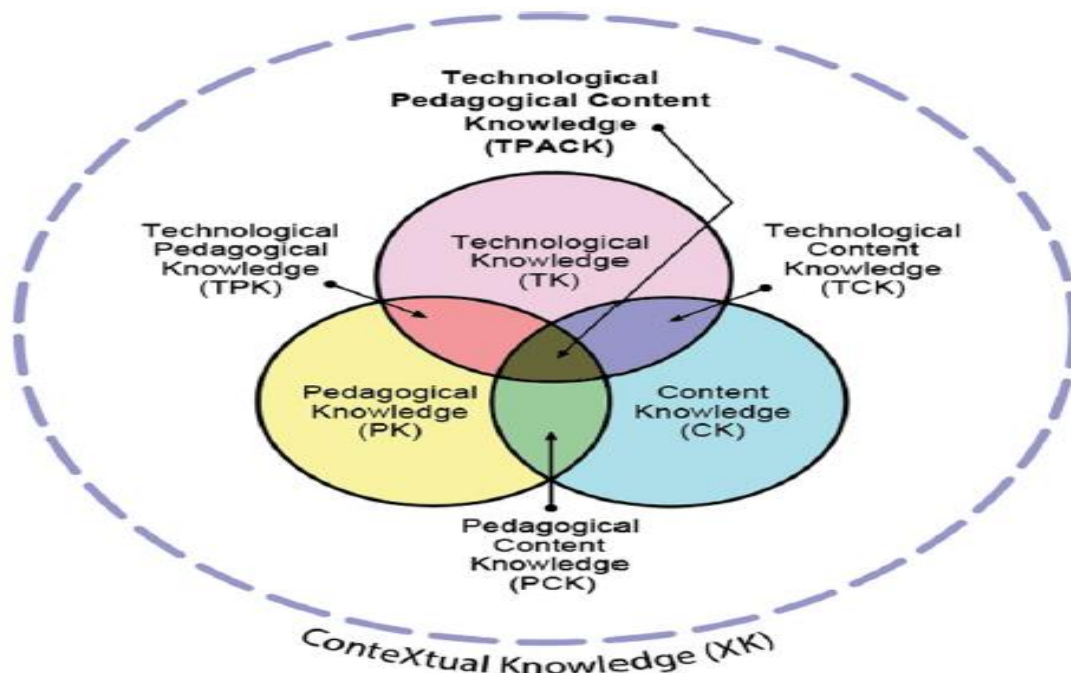 Technological
Pedagogical Content
Knowledge
(TPACK)
Technological
Pedagogical
Knowledge
(TPK)
Technological
Knowledge
(TK)
Technological
Content
Knowledge
(TCK)
Pedagogical
Knowledge
(PK)
Content
Knowledge
(CK)
Pedagogical
Content
Knowledge
(PCK)
ConteXtual Knowledge (XK)